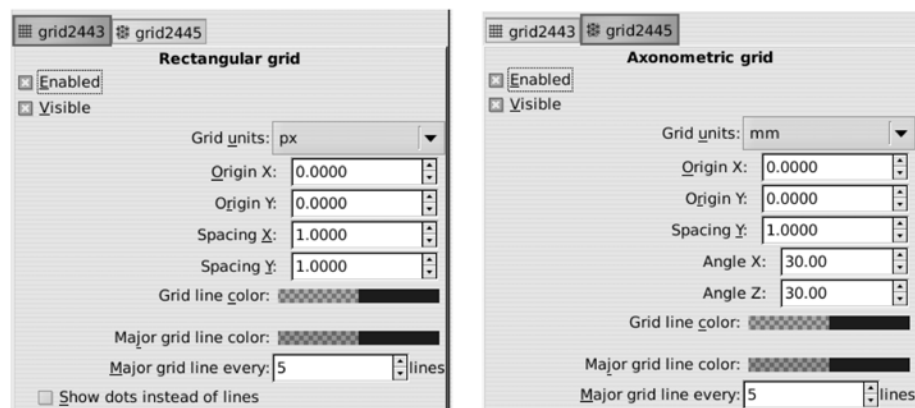 grid2443 grid2445
Rectangular grid
Enabled
Visible
Grid units: px
Origin X: 0.0000
Origin Y: 0.0000
Spacing X: 1.0000
Spacing Y: 1.0000
Grid line color:
Major grid line color:
Major grid line every: 5 lines
Show dots instead of lines
grid2443 grid2445
Axonometric grid
Enabled
Visible
Grid units: mm
Origin X: 0.0000
Origin Y: 0.0000
Spacing Y: 1.0000
Angle X: 30.00
Angle Z: 30.00
Grid line color:
Major grid line color:
Major grid line every: 5 lines